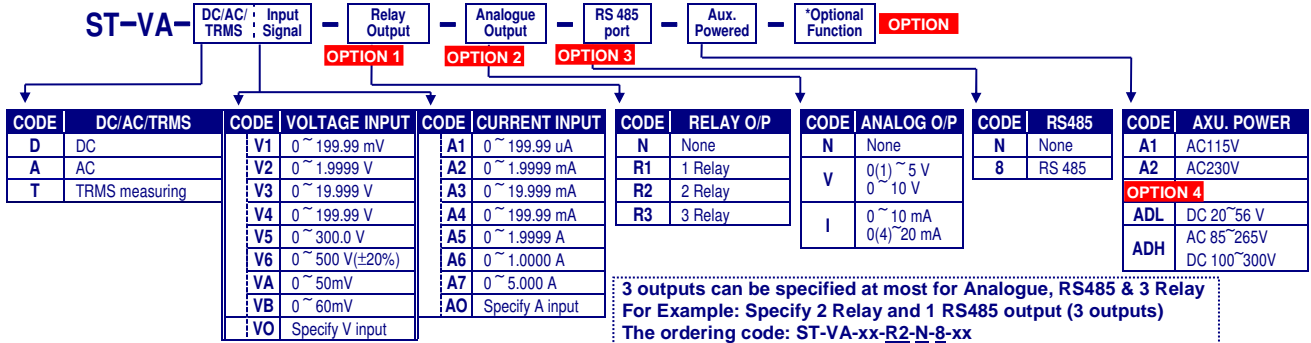 ST-VA- DC/AC/ TRMS Input Signal - Relay Output - Analogue Output - RS 485 port - Aux. Powered - *Optional Function OPTION
OPTION 1 OPTION 2 OPTION 3
CODE DC/AC/TRMS
D DC
A AC
T TRMS measuring
CODE VOLTAGE INPUT
V1 0 ~ 199.99 mV
V2 0 ~ 1.9999 V
V3 0 ~ 19.999 V
V4 0 ~ 199.99 V
V5 0 ~ 300.0 V
V6 0 ~ 500 V(±20%)
VA 0 ~ 50mV
VB 0 ~ 60mV
VO Specify V input
CODE CURRENT INPUT
A1 0 ~ 199.99 uA
A2 0 ~ 1.9999 mA
A3 0 ~ 19.999 mA
A4 0 ~ 199.99 mA
A5 0 ~ 1.9999 A
A6 0 ~ 1.0000 A
A7 0 ~ 5.000 A
AO Specify A input
CODE RELAY O/P
N None
R1 1 Relay
R2 2 Relay
R3 3 Relay
CODE ANALOG O/P
N None
V 0(1) ~ 5 V
0 ~ 10 V
I 0 ~ 10 mA
0(4)~20 mA
CODE RS485
N None
8 RS 485
CODE AXU. POWER
A1 AC115V
A2 AC230V
OPTION 4
ADL DC 20~56 V
ADH AC 85~265V
DC 100~300V
3 outputs can be specified at most for Analogue, RS485 & 3 Relay
For Example: Specify 2 Relay and 1 RS485 output (3 outputs)
The ordering code: ST-VA-xx-R2-N-8-xx